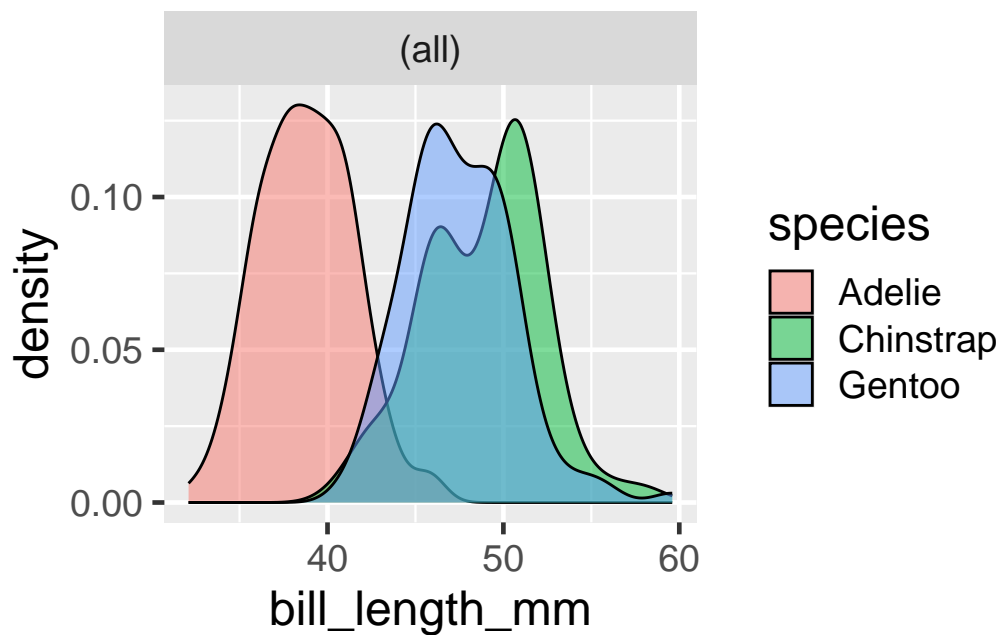 (all)
density
0.10
0.05
0.00
40 50 60
bill_length_mm
species
Adelie
Chinstrap
Gentoo